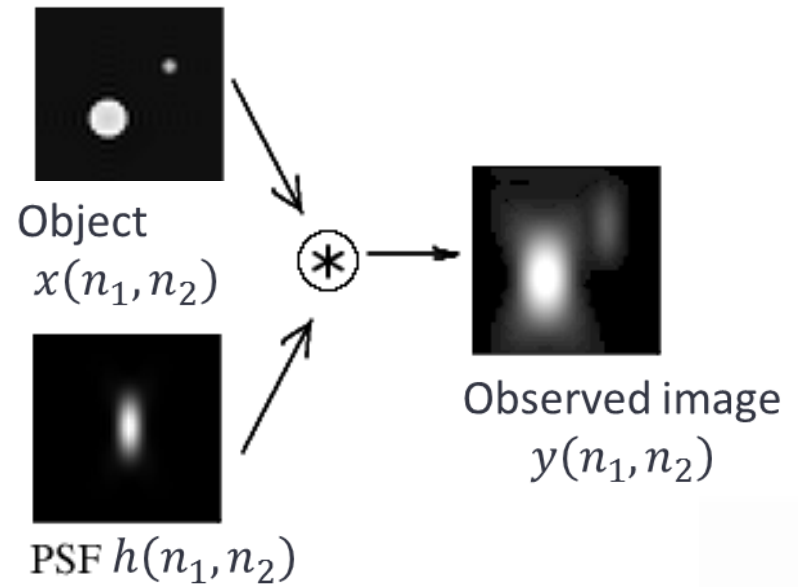 Object
x(n₁,n₂)
*
Observed image
y(n₁,n₂)
PSF h(n₁,n₂)